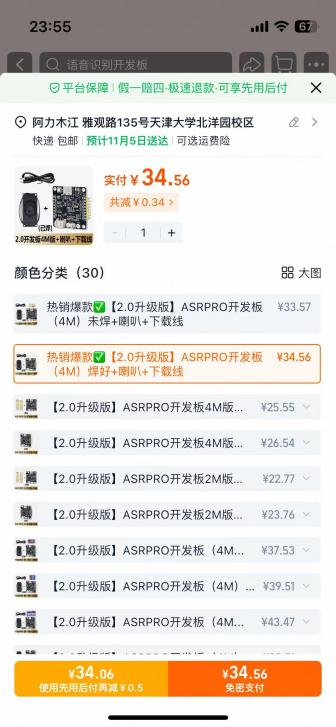 23:55
67
语音识别开发板
平台保障 | 假一赔四·极速退款·可享先用后付
阿力木江 雅观路135号天津大学北洋园校区
快递 包邮 | 预计11月5日送达 | 可选运费险
实付 ¥34.56
共减 ¥ 0.34 >
- 1 +
(已焊)
2.0开发板4M版+喇叭+下载线
颜色分类（30）
大图
热销爆款✅【2.0升级版】ASRPRO开发板
（4M）未焊+喇叭+下载线
¥33.57
热销爆款✅【2.0升级版】ASRPRO开发板
（4M）焊好+喇叭+下载线
¥34.56
【2.0升级版】ASRPRO开发板4M版... ¥25.55
【2.0升级版】ASRPRO开发板4M版... ¥26.54
【2.0升级版】ASRPRO开发板2M版... ¥22.77
【2.0升级版】ASRPRO开发板2M版... ¥23.76
【2.0升级版】ASRPRO开发板（4M... ¥37.53
【2.0升级版】ASRPRO开发板（4M）... ¥39.51
【2.0升级版】ASRPRO开发板（4M... ¥43.47
¥34.06
使用先用后付再减 ¥ 0.5
¥34.56
免密支付